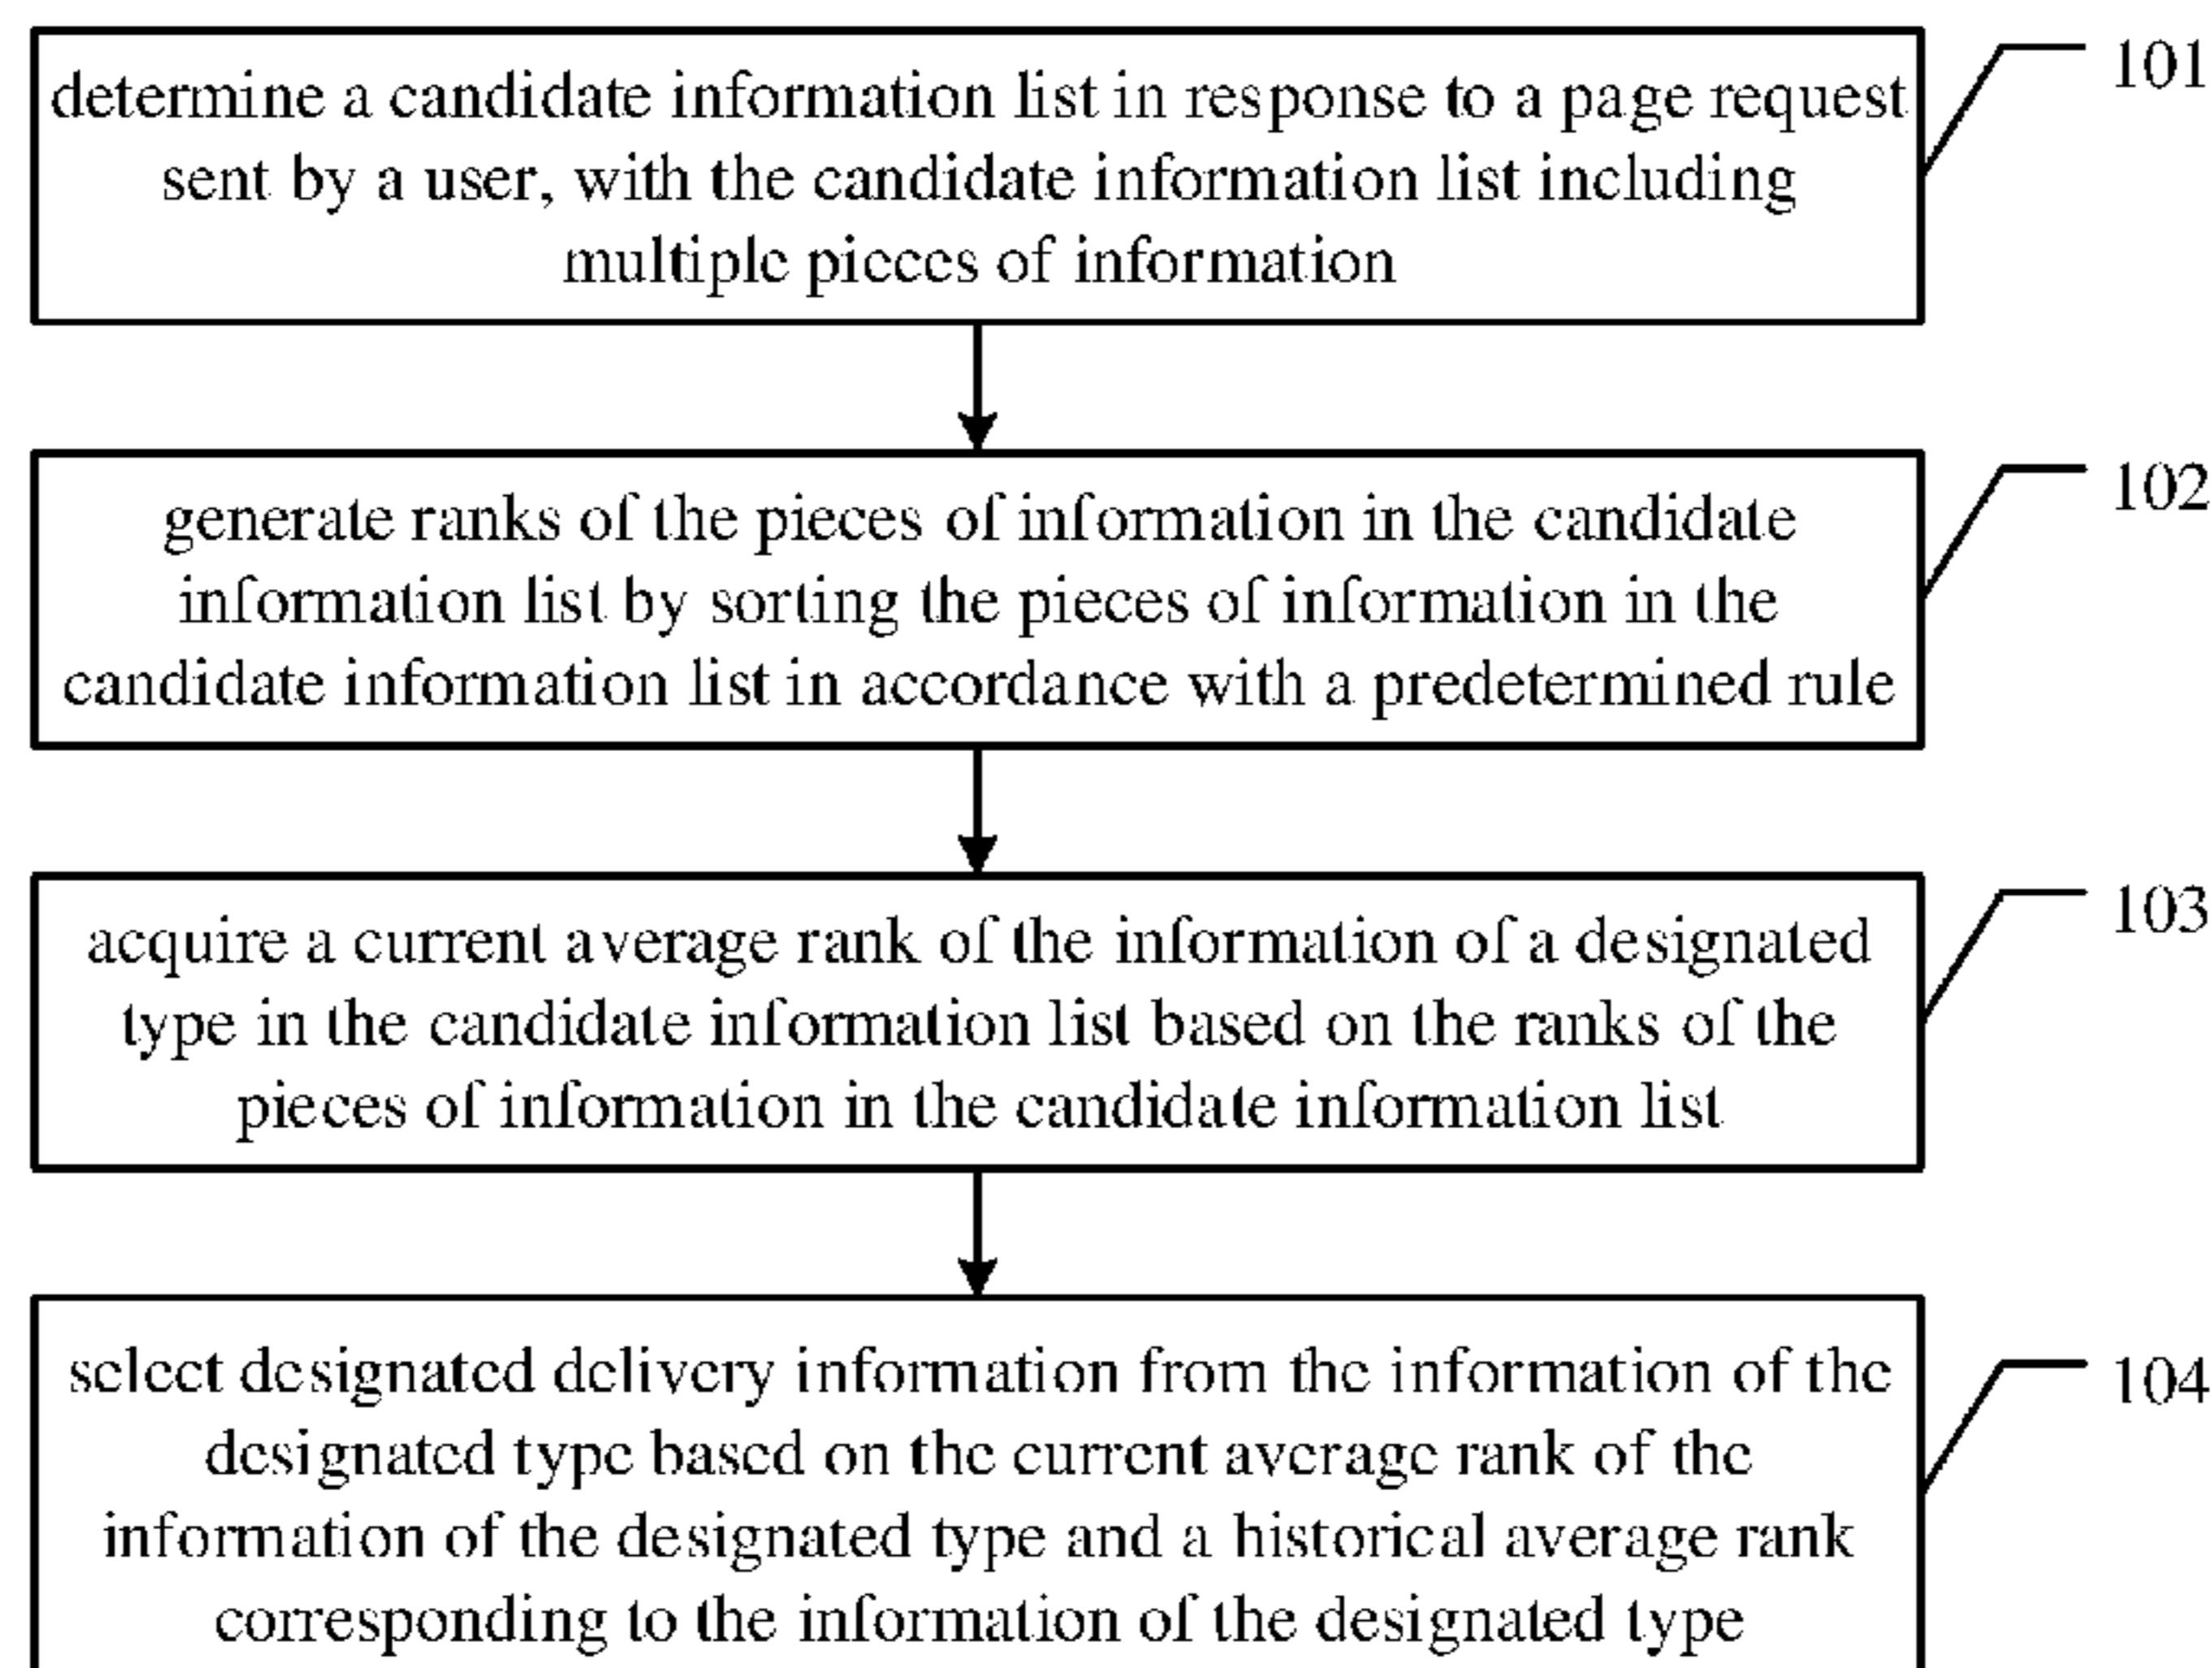 determine a candidate information list in response to a page request
sent by a user, with the candidate information list including
multiple pieces of information
101
generate ranks of the pieces of information in the candidate
information list by sorting the pieces of information in the
candidate information list in accordance with a predetermined rule
102
acquire a current average rank of the information of a designated
type in the candidate information list based on the ranks of the
pieces of information in the candidate information list
103
select designated delivery information from the information of the
designated type based on the current average rank of the
information of the designated type and a historical average rank
corresponding to the information of the designated type
104